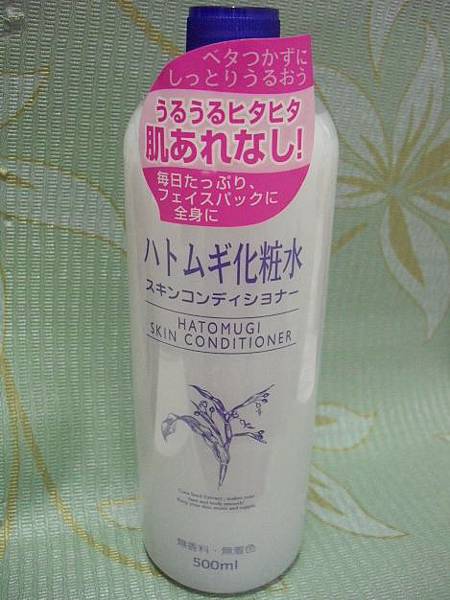 ベタつかずに
しっとりうるおう
うるうるヒタヒタ
肌あれなし!
毎日たっぷり、
フェイスパックに
全身に
ハトムギ化粧水
スキンコンディショナー
HATOMUGI
SKIN CONDITIONER
無香料・無着色
500ml